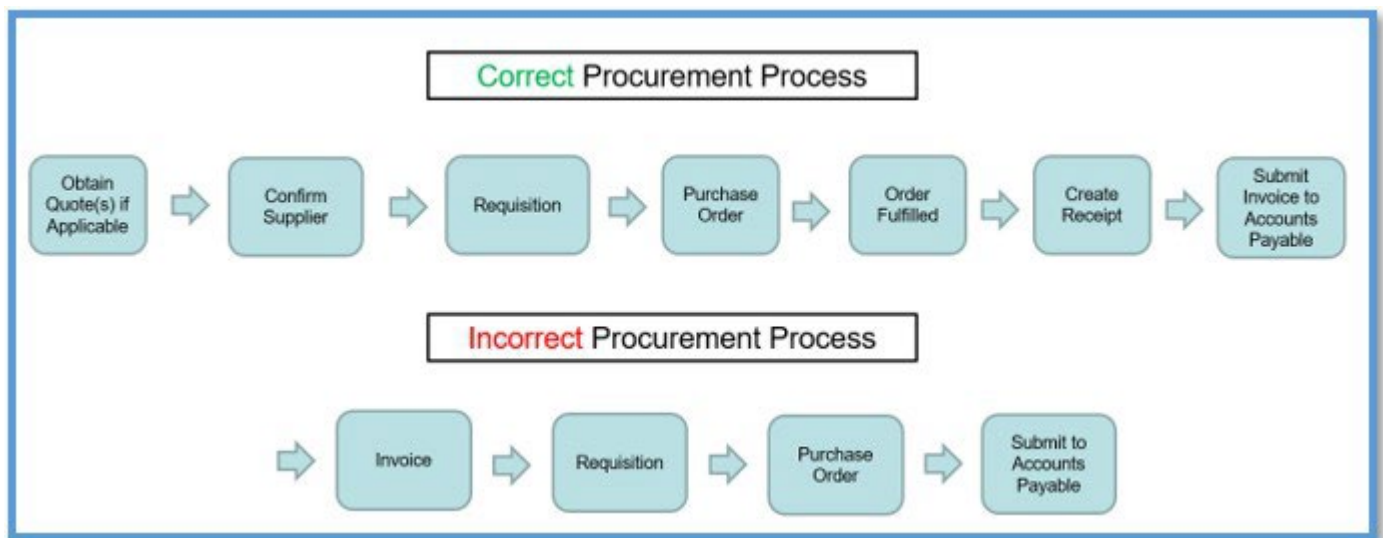 Correct Procurement Process
Obtain
Quote(s) if
Applicable
Confirm
Supplier
Requisition
Purchase
Order
Order
Fulfilled
Create
Receipt
Submit
Invoice to
Accounts
Payable
Incorrect Procurement Process
Invoice
Requisition
Purchase
Order
Submit to
Accounts
Payable